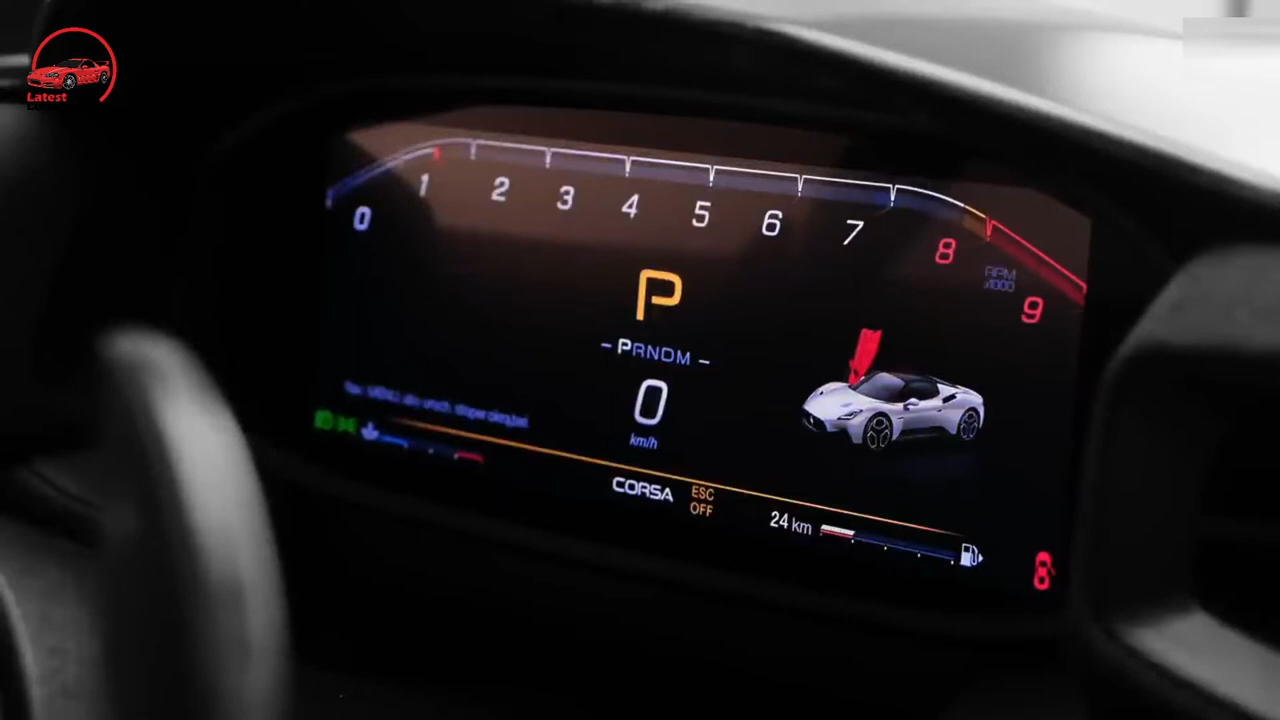 Latest
0 1 2 3 4 5 6 7 8 9
RPM
x1000
P
– PRNDM –
0
km/h
CORSA
ESC
OFF
24 km